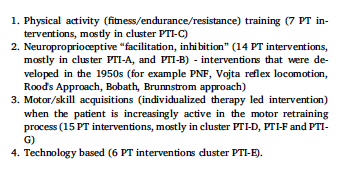 1. Physical activity (fitness/endurance/resistance) training (7 PT in-
terventions, mostly in cluster PTI-C)
2. Neuroproprioceptive “facilitation, inhibition” (14 PT interventions,
mostly in cluster PTI-A, and PTI-B) - interventions that were de-
veloped in the 1950s (for example PNF, Vojta reflex locomotion,
Rood's Approach, Bobath, Brunnstrom approach)
3. Motor/skill acquisitions (individualized therapy led intervention)
when the patient is increasingly active in the motor retraining
process (15 PT interventions, mostly in cluster PTI-D, PTI-F and PTI-
G)
4. Technology based (6 PT interventions cluster PTI-E).